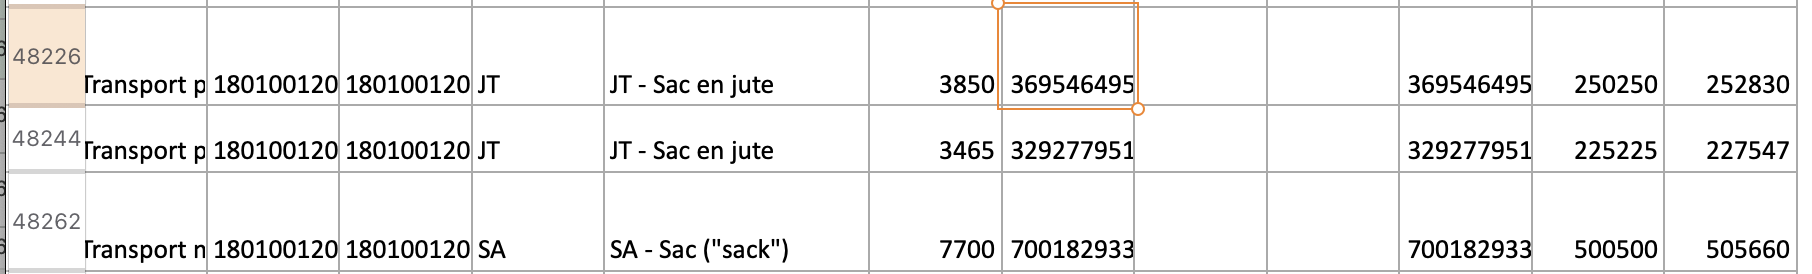 48226 Transport p 180100120 180100120 JT JT - Sac en jute 3850 369546495 369546495 250250 252830
48244 Transport p 180100120 180100120 JT JT - Sac en jute 3465 329277951 329277951 225225 227547
48262 Transport n 180100120 180100120 SA SA - Sac ("sack") 7700 700182933 700182933 500500 505660